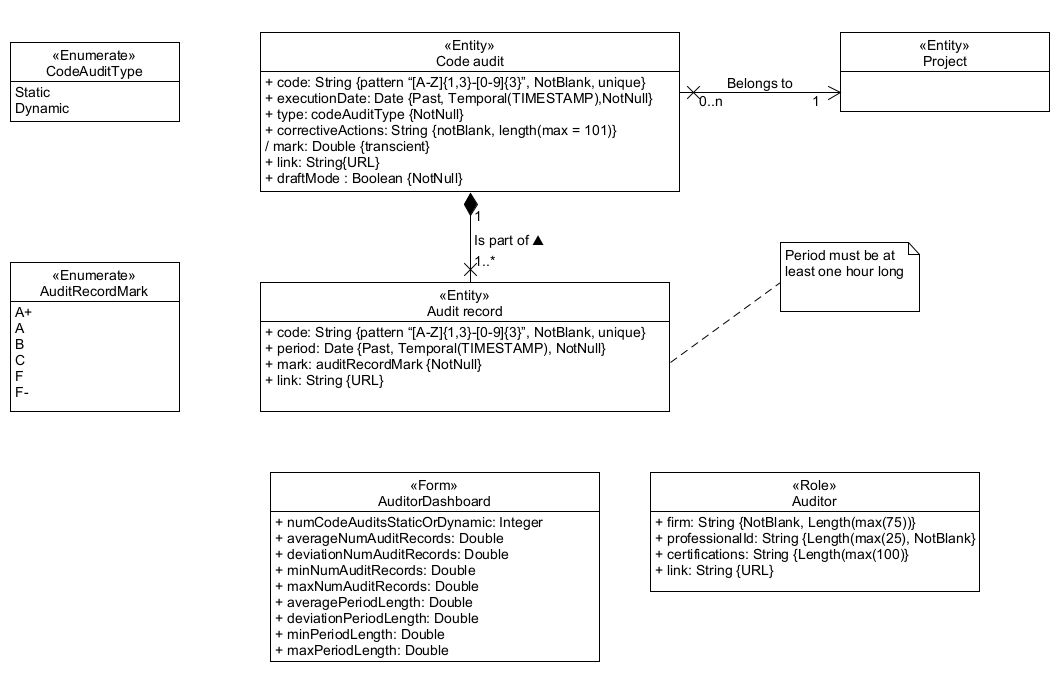 «Enumerate»
CodeAuditType
Static
Dynamic
«Entity»
Code audit
+ code: String {pattern “[A-Z]{1,3}-[0-9]{3}”, NotBlank, unique}
+ executionDate: Date {Past, Temporal(TIMESTAMP),NotNull}
+ type: codeAuditType {NotNull}
+ correctiveActions: String {notBlank, length(max = 101)}
/ mark: Double {transcient}
+ link: String{URL}
+ draftMode : Boolean {NotNull}
Belongs to
0..n
1
«Entity»
Project
1
Is part of ▲
1..*
«Enumerate»
AuditRecordMark
A+
A
B
C
F
F-
«Entity»
Audit record
+ code: String {pattern “[A-Z]{1,3}-[0-9]{3}”, NotBlank, unique}
+ period: Date {Past, Temporal(TIMESTAMP), NotNull}
+ mark: auditRecordMark {NotNull}
+ link: String {URL}
Period must be at
least one hour long
«Form»
AuditorDashboard
+ numCodeAuditsStaticOrDynamic: Integer
+ averageNumAuditRecords: Double
+ deviationNumAuditRecords: Double
+ minNumAuditRecords: Double
+ maxNumAuditRecords: Double
+ averagePeriodLength: Double
+ deviationPeriodLength: Double
+ minPeriodLength: Double
+ maxPeriodLength: Double
«Role»
Auditor
+ firm: String {NotBlank, Length(max(75))}
+ professionalId: String {Length(max(25), NotBlank}
+ certifications: String {Length(max(100)}
+ link: String {URL}